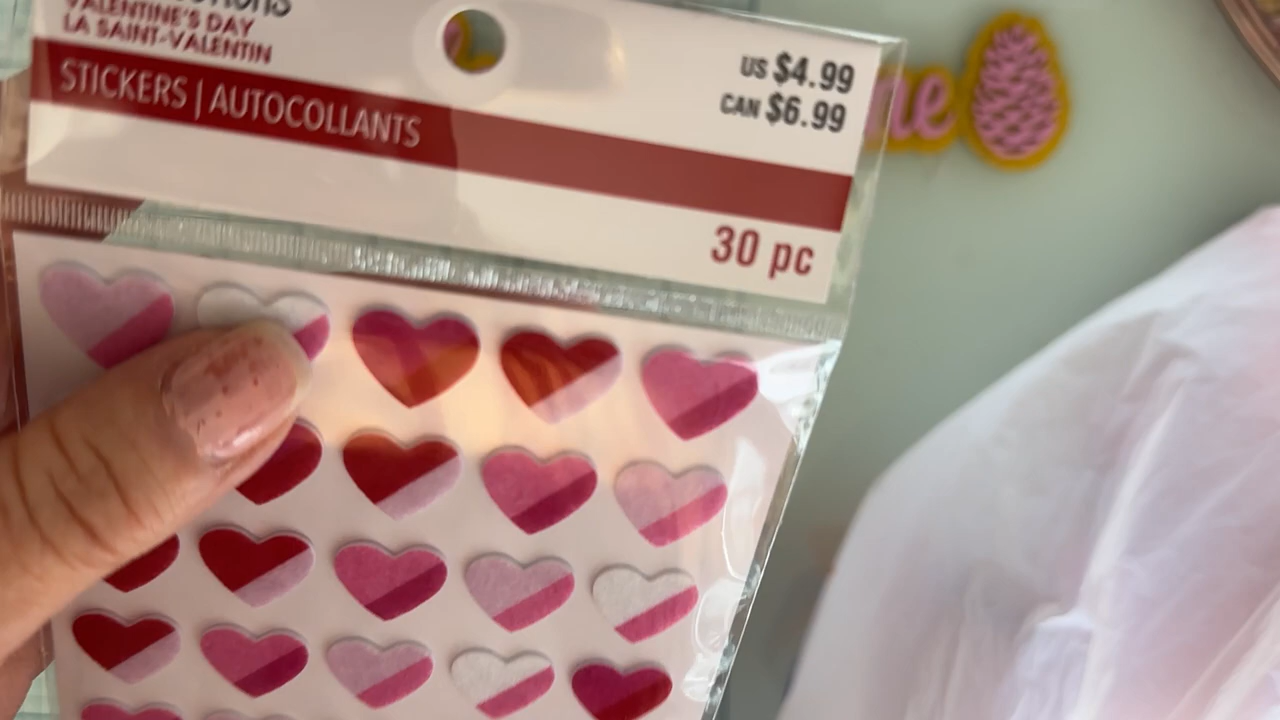 VALENTINE'S DAY
LA SAINT-VALENTIN
STICKERS | AUTOCOLLANTS
US $4.99
CAN $6.99
30 pc